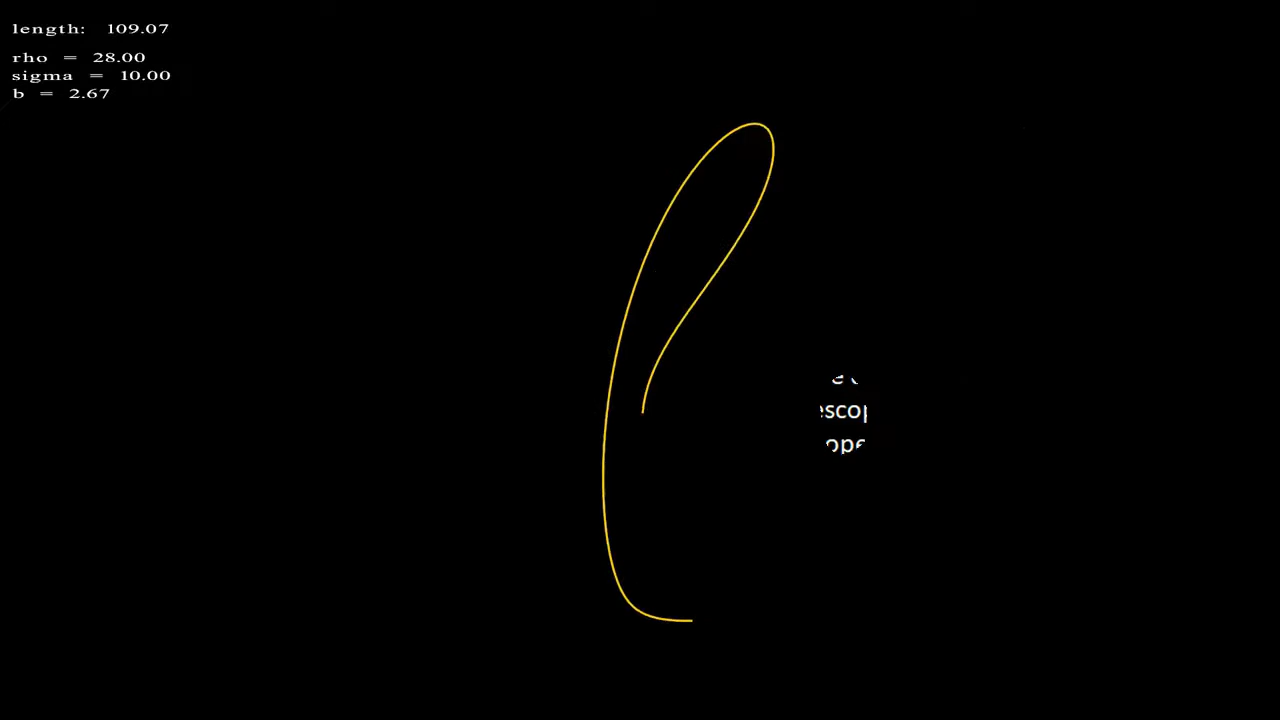 length: 109.07
rho = 28.00
sigma = 10.00
b = 2.67